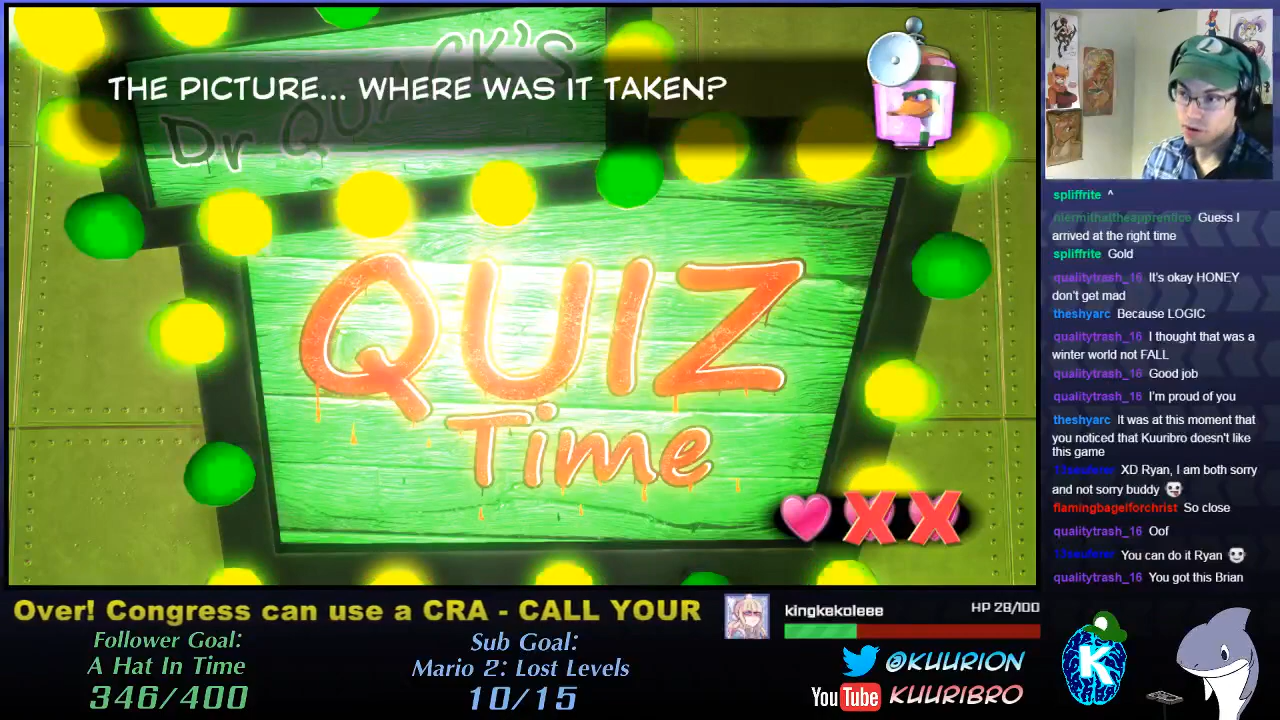 DR QUACK'S
THE PICTURE... WHERE WAS IT TAKEN?
QUIZ
Time
spliffrite ^
Guess I
arrived at the right time
spliffrite Gold
qualitytrash_16 It's okay HONEY
don't get mad
theshyarc Because LOGIC
qualitytrash_16 I thought that was a
winter world not FALL
qualitytrash_16 Good job
qualitytrash_16 I'm proud of you
theshyarc It was at this moment that
you noticed that Kuuribro doesn't like
this game
XD Ryan, I am both sorry
and not sorry buddy
flamingbagelforchrist So close
qualitytrash_16 Oof
You can do it Ryan
qualitytrash_16 You got this Brian
Over! Congress can use a CRA - CALL YOUR
kingkekoleee HP 28/100
Follower Goal:
A Hat In Time
346/400
Sub Goal:
Mario 2: Lost Levels
10/15
@KUURION
YouTube KUURIBRO
K